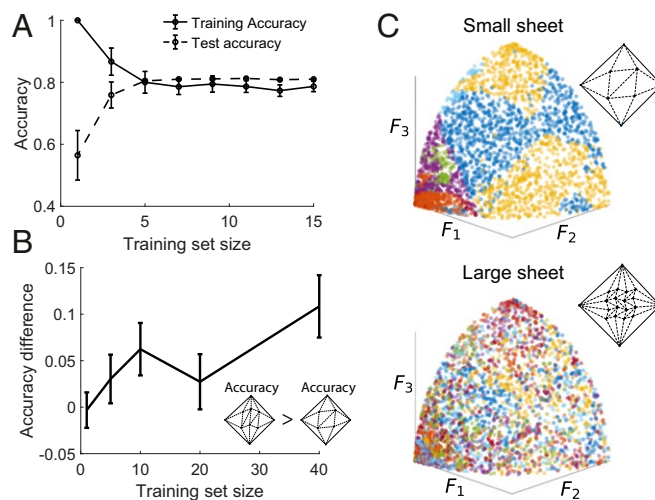 A
Training Accuracy
Test accuracy
Accuracy
1
0.8
0.6
0.4
0 5 10 15
Training set size
B
Accuracy difference
0.15
0.1
0.05
0
-0.05
Accuracy Accuracy
>
0 10 20 30 40
Training set size
C
Small sheet
F3
F1 F2
Large sheet
F3
F1 F2